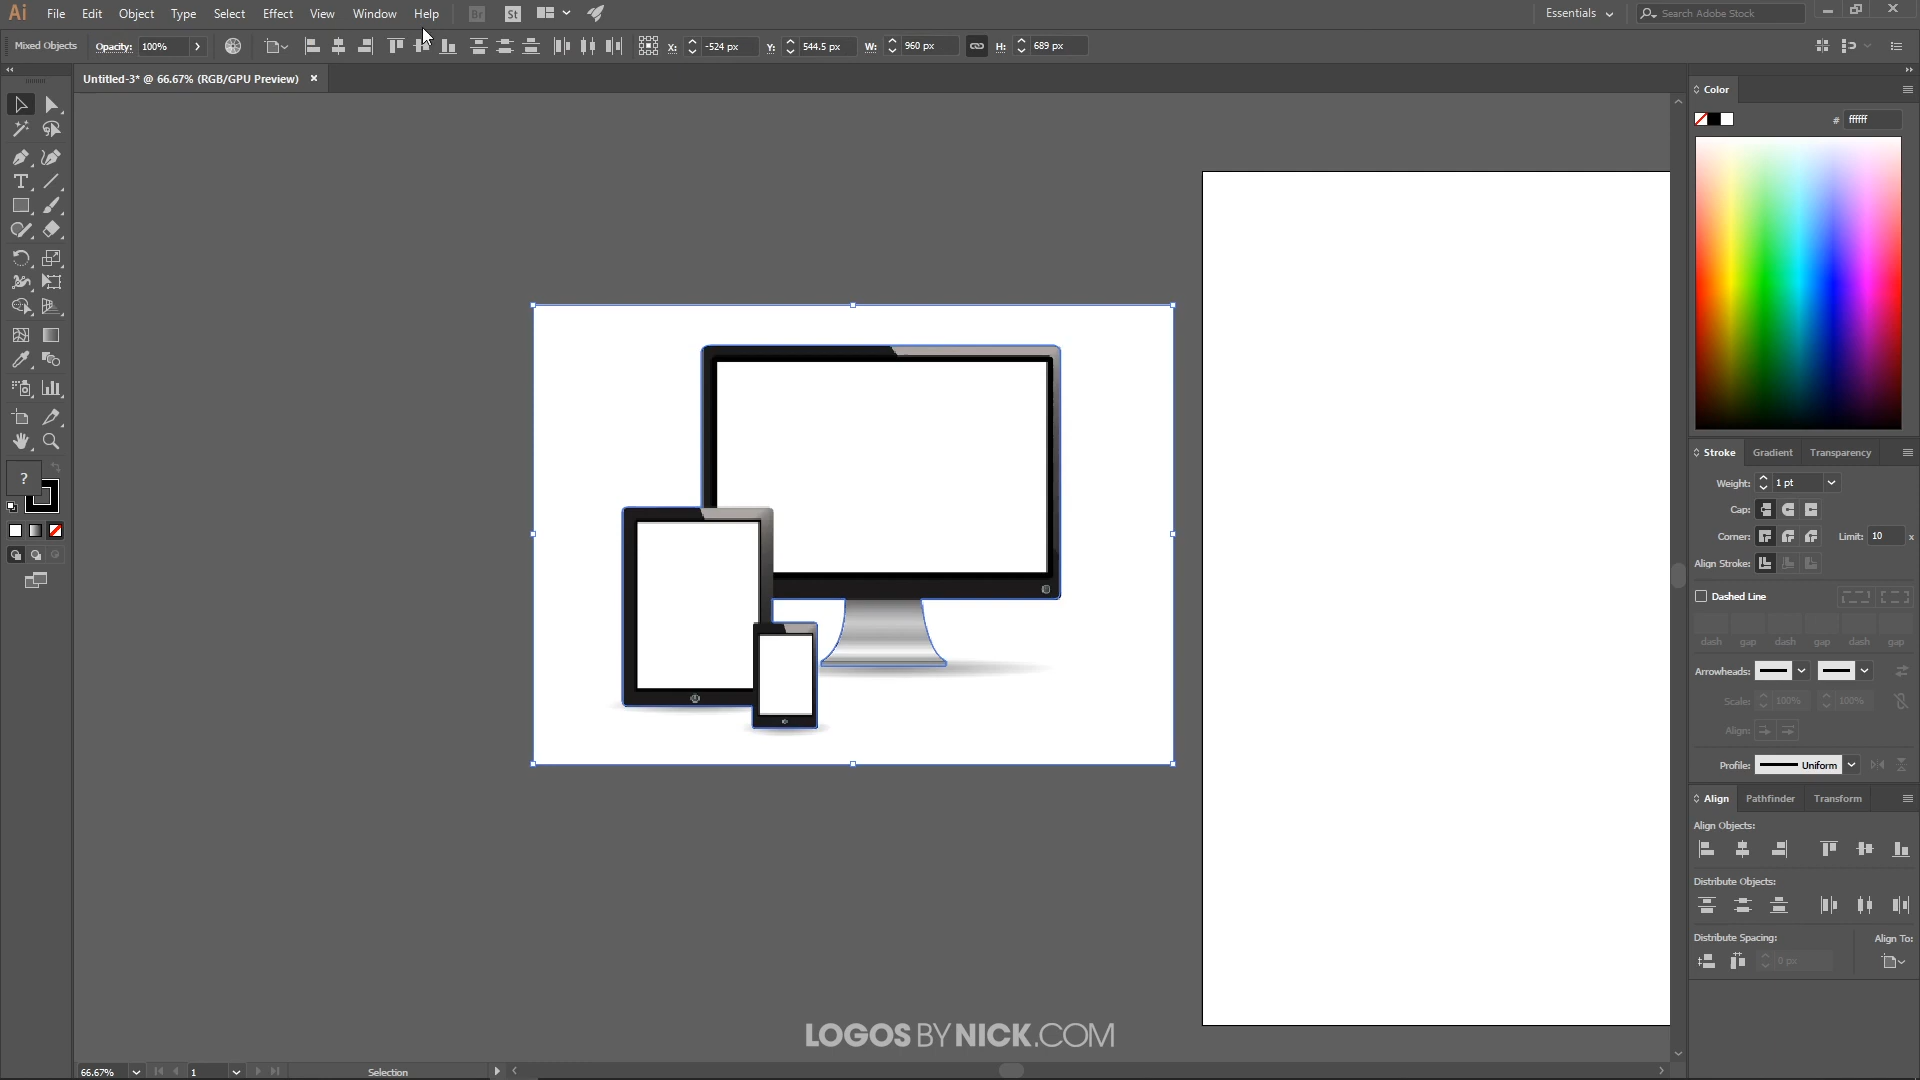 Ai File Edit Object Type Select Effect View Window Help Br St Essentials Search Adobe Stock
Mixed Objects Opacity: 100% X: -524 px Y: 544.5 px W: 960 px H: 689 px
Untitled-3* @ 66.67% (RGB/GPU Preview) ×
Color
# ffffff
T
?
Stroke Gradient Transparency
Weight: 1 pt
Cap:
Corner: Limit: 10 x
Align Stroke:
Dashed Line
dash gap dash gap dash gap
Arrowheads:
Scale: 100% 100%
Align:
Profile: Uniform
Align Pathfinder Transform
Align Objects:
Distribute Objects:
Distribute Spacing: Align To:
0 px
LOGOS BY NICK.COM
66.67% 1 Selection